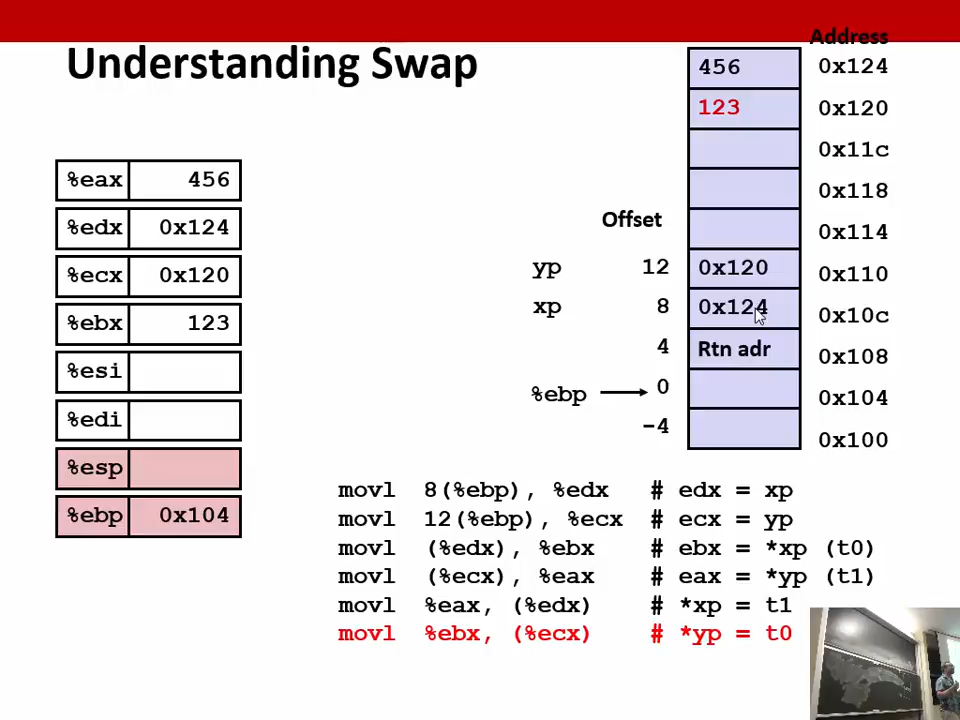 Understanding Swap
Address
456 0x124
123 0x120
0x11c
0x118
0x114
Offset
yp 12 0x120 0x110
xp 8 0x124 0x10c
4 Rtn adr 0x108
%ebp 0 0x104
-4 0x100
%eax 456
%edx 0x124
%ecx 0x120
%ebx 123
%esi
%edi
%esp
%ebp 0x104
movl 8(%ebp), %edx # edx = xp
movl 12(%ebp), %ecx # ecx = yp
movl (%edx), %ebx # ebx = *xp (t0)
movl (%ecx), %eax # eax = *yp (t1)
movl %eax, (%edx) # *xp = t1
movl %ebx, (%ecx) # *yp = t0